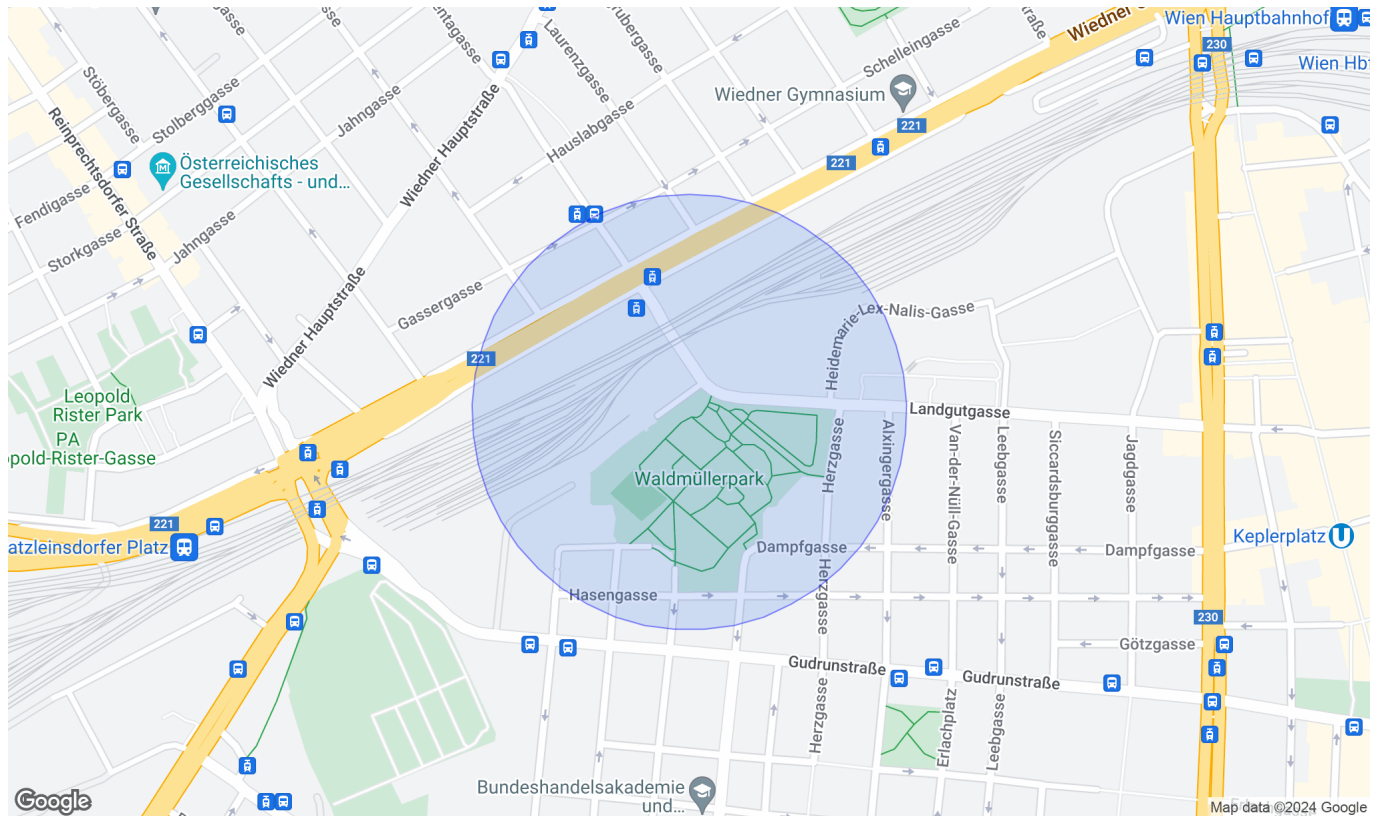 Wien Hauptbahnhof
230
Wien Hbf
Wiedner
Schelleingasse
Laurenzgasse
Wiedner Gymnasium
221
Stöbergasse
Stolberggasse
Jahngasse
Wiedner Hauptstraße
Hauslabgasse
Reinprechtsdorfer Straße
221
Österreichisches
Gesellschafts - und...
Fendigasse
Storkgasse
Jahngasse
Gassergasse
Wiedner Hauptstraße
Heidemarie-Lex-Nalis-Gasse
221
Leopold
Rister Park
PA
opold-Rister-Gasse
Landgutgasse
Herzgasse
Alxingergasse
Van-der-Nüll-Gasse
Leebgasse
Siccardsburggasse
Jagdgasse
Waldmüllerpark
221
atzleinsdorfer Platz
Keplerplatz
Dampfgasse
Dampfgasse
Herzgasse
Hasengasse
230
Götzgasse
Gudrunstraße
Gudrunstraße
Herzgasse
Erlachplatz
Leebgasse
Bundeshandelsakademie
und...
Google
Map data ©2024 Google